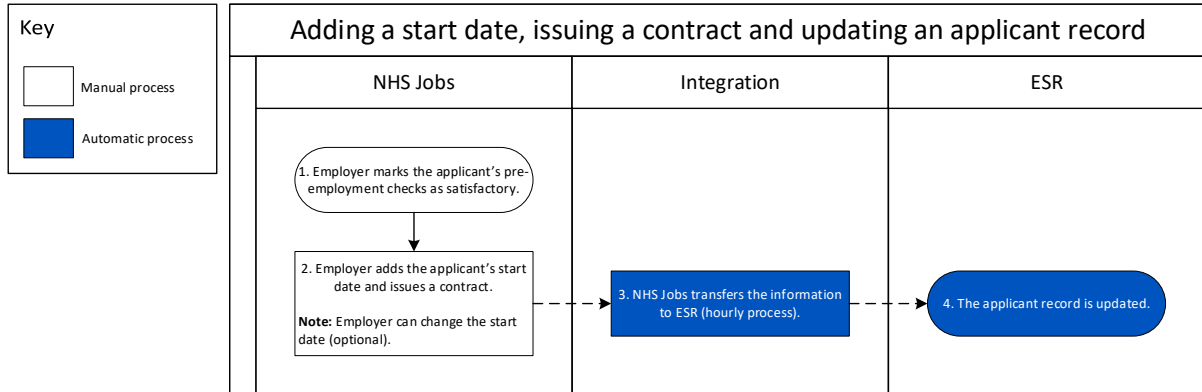 Key
Manual process
Automatic process
Adding a start date, issuing a contract and updating an applicant record
NHS Jobs
Integration
ESR
1. Employer marks the applicant’s pre-
employment checks as satisfactory.
2. Employer adds the applicant’s start
date and issues a contract.
Note: Employer can change the start
date (optional).
3. NHS Jobs transfers the information
to ESR (hourly process).
4. The applicant record is updated.